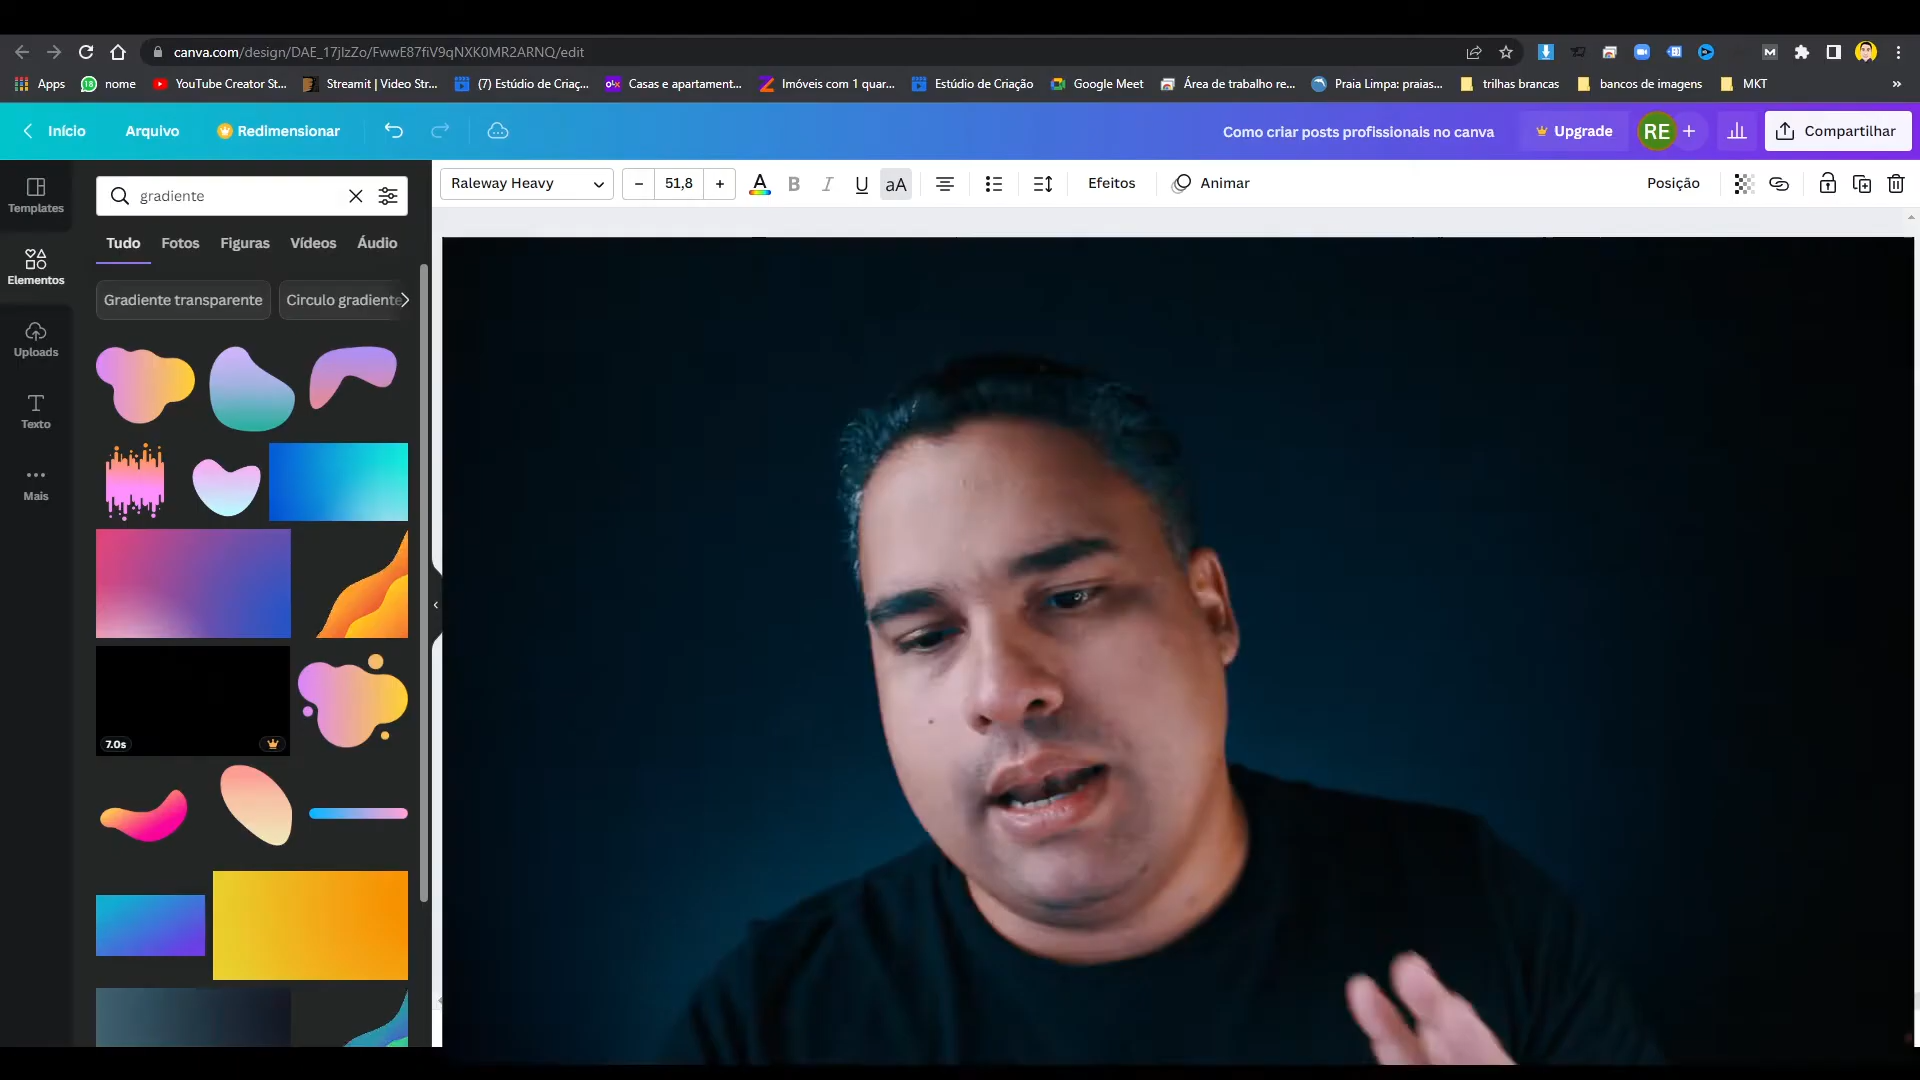 canva.com/design/DAE_17jIzZo/FwwE87fiV9qNXK0MR2ARNQ/edit
Apps
18
nome
YouTube Creator St...
Streamit | Video Str...
(7) Estúdio de Criaç...
olx
Casas e apartament...
Imóveis com 1 quar...
Estúdio de Criação
Google Meet
Área de trabalho re...
Praia Limpa: praias...
trilhas brancas
bancos de imagens
MKT
»
Início
Arquivo
Redimensionar
Como criar posts profissionais no canva
Upgrade
RE
+
Compartilhar
Templates
Elementos
Uploads
Texto
Mais
gradiente
Tudo
Fotos
Figuras
Vídeos
Áudio
Gradiente transparente
Circulo gradiente
7.0s
Raleway Heavy
– 51,8 +
A
B
I
U
aA
Efeitos
Animar
Posição
M